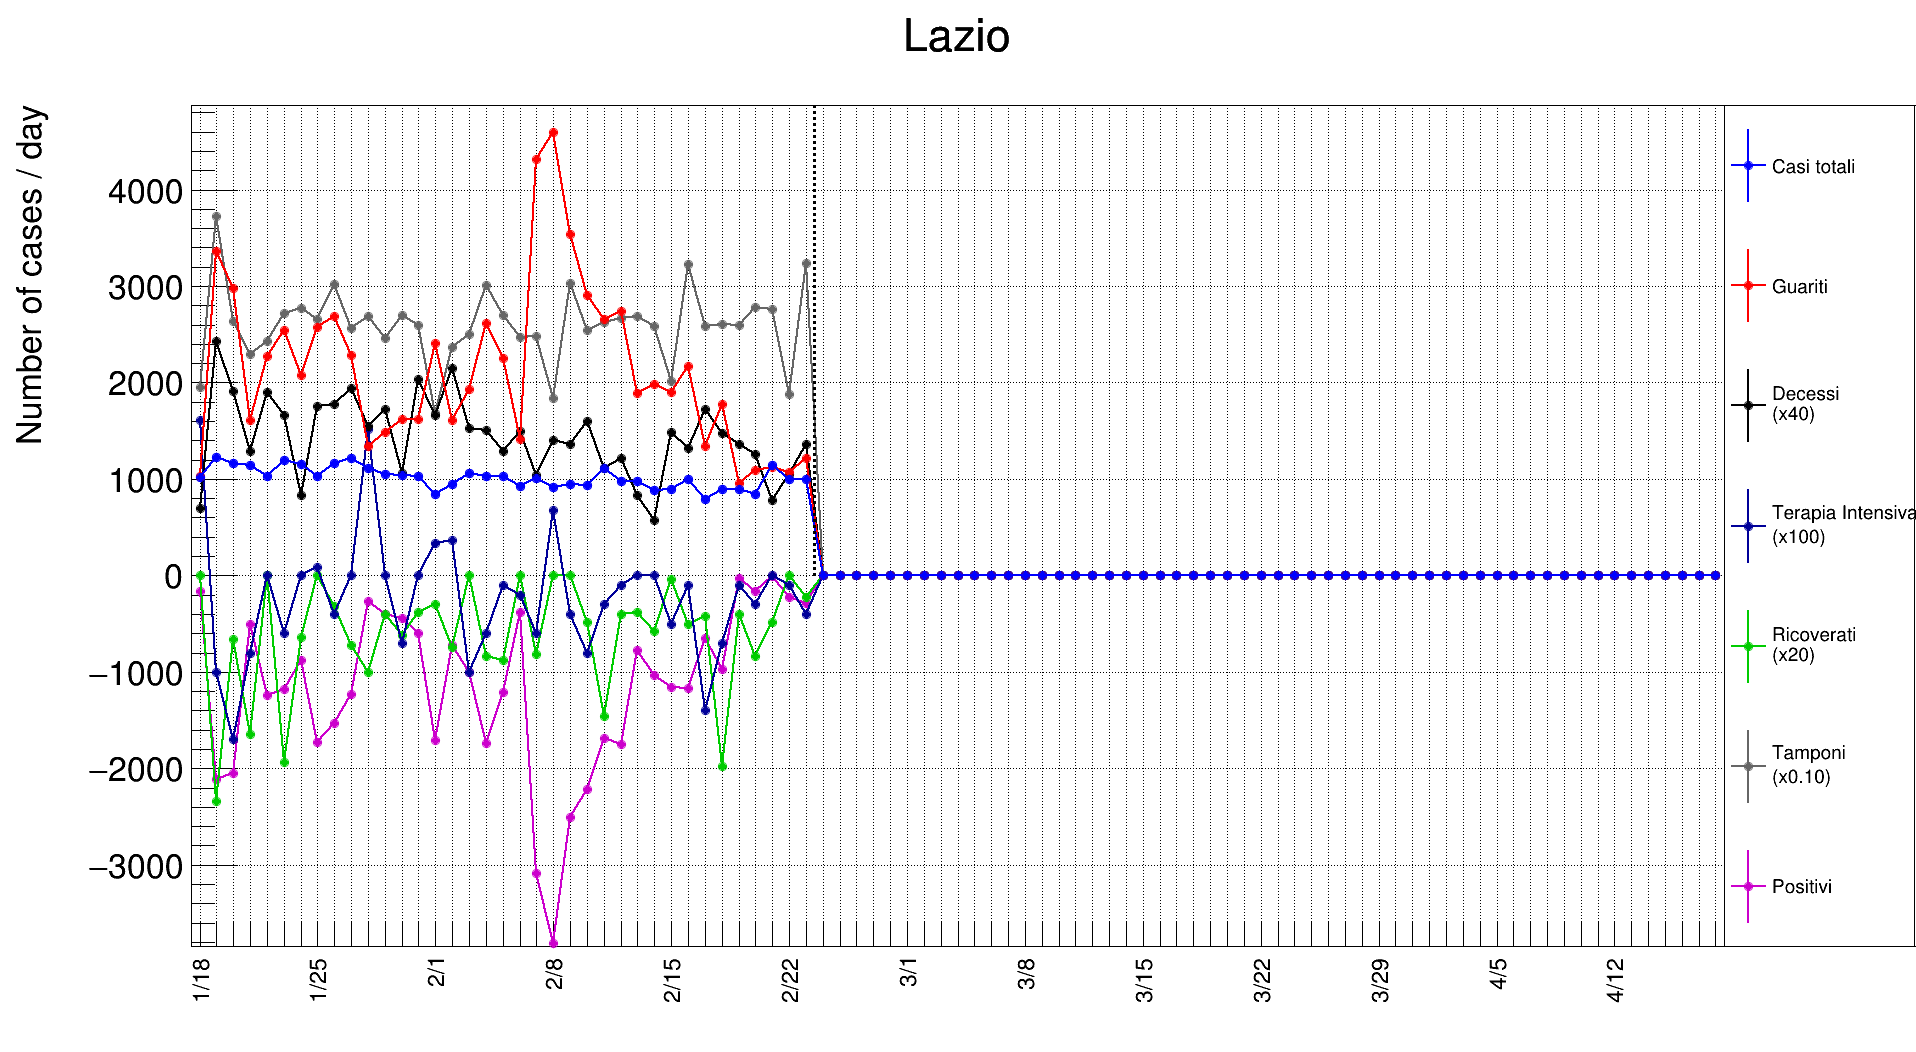 Lazio
Number of cases / day
4000
3000
2000
1000
0
−1000
−2000
−3000
1/18
1/25
2/1
2/8
2/15
2/22
3/1
3/8
3/15
3/22
3/29
4/5
4/12
Casi totali
Guariti
Decessi
(x40)
Terapia Intensiva
(x100)
Ricoverati
(x20)
Tamponi
(x0.10)
Positivi